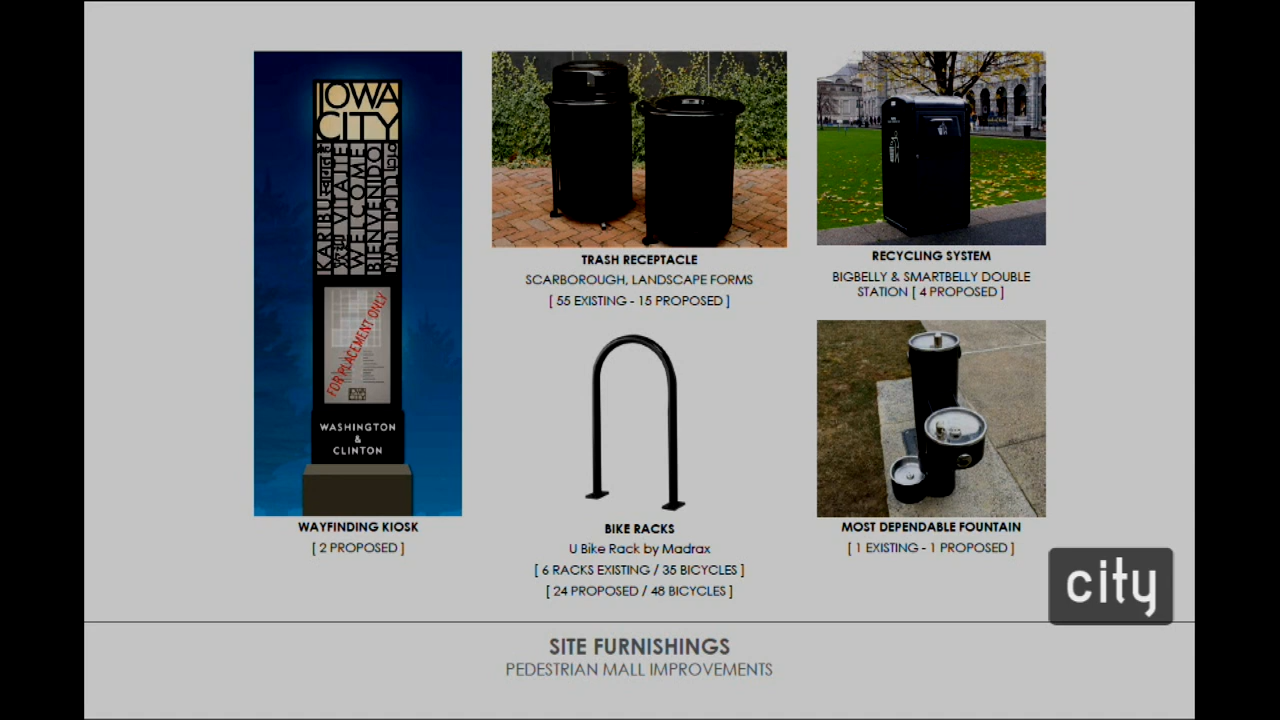 IOWA
CITY
KARIBU
VITAJTE
WELCOME
BIENVENIDO
FOR PLACEMENT ONLY
IOWA
CITY
WASHINGTON
&
CLINTON
WAYFINDING KIOSK
[ 2 PROPOSED ]
TRASH RECEPTACLE
SCARBOROUGH, LANDSCAPE FORMS
[ 55 EXISTING - 15 PROPOSED ]
BIKE RACKS
U Bike Rack by Madrax
[ 6 RACKS EXISTING / 35 BICYCLES ]
[ 24 PROPOSED / 48 BICYCLES ]
RECYCLING SYSTEM
BIGBELLY & SMARTBELLY DOUBLE
STATION [ 4 PROPOSED ]
MOST DEPENDABLE FOUNTAIN
[ 1 EXISTING - 1 PROPOSED ]
city
SITE FURNISHINGS
PEDESTRIAN MALL IMPROVEMENTS